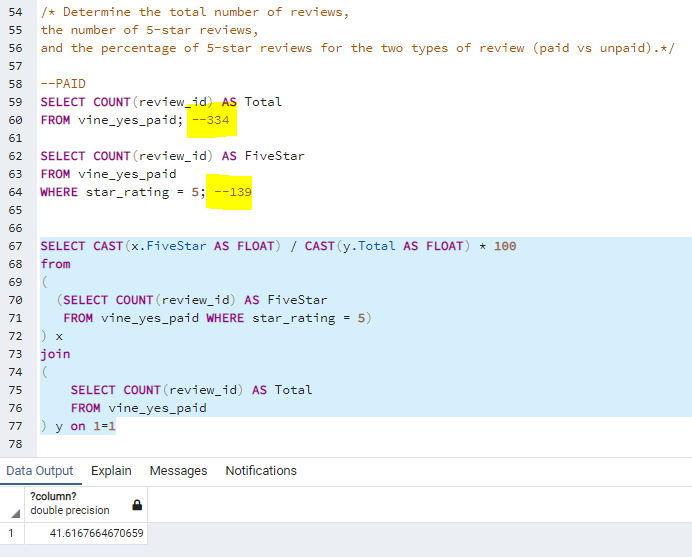 54 /* Determine the total number of reviews,
55 the number of 5-star reviews,
56 and the percentage of 5-star reviews for the two types of review (paid vs unpaid).*/
57
58 --PAID
59 SELECT COUNT(review_id) AS Total
60 FROM vine_yes_paid; --334
61
62 SELECT COUNT(review_id) AS FiveStar
63 FROM vine_yes_paid
64 WHERE star_rating = 5; --139
65
66
67 SELECT CAST(x.FiveStar AS FLOAT) / CAST(y.Total AS FLOAT) * 100
68 from
69 (
70   (SELECT COUNT(review_id) AS FiveStar
71    FROM vine_yes_paid WHERE star_rating = 5)
72 ) x
73 join
74 (
75     SELECT COUNT(review_id) AS Total
76     FROM vine_yes_paid
77 ) y on 1=1
78
Data Output Explain Messages Notifications
?column?
double precision
1 41.6167664670659